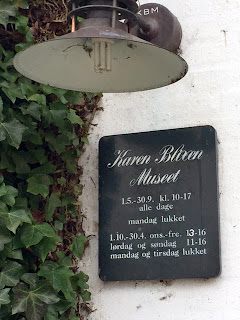 KBM
Karen Blixen
Museet
1.5.-30.9. kl. 10-17
alle dage
mandag lukket
1.10.-30.4. ons.-fre. 13-16
lørdag og søndag 11-16
mandag og tirsdag lukket